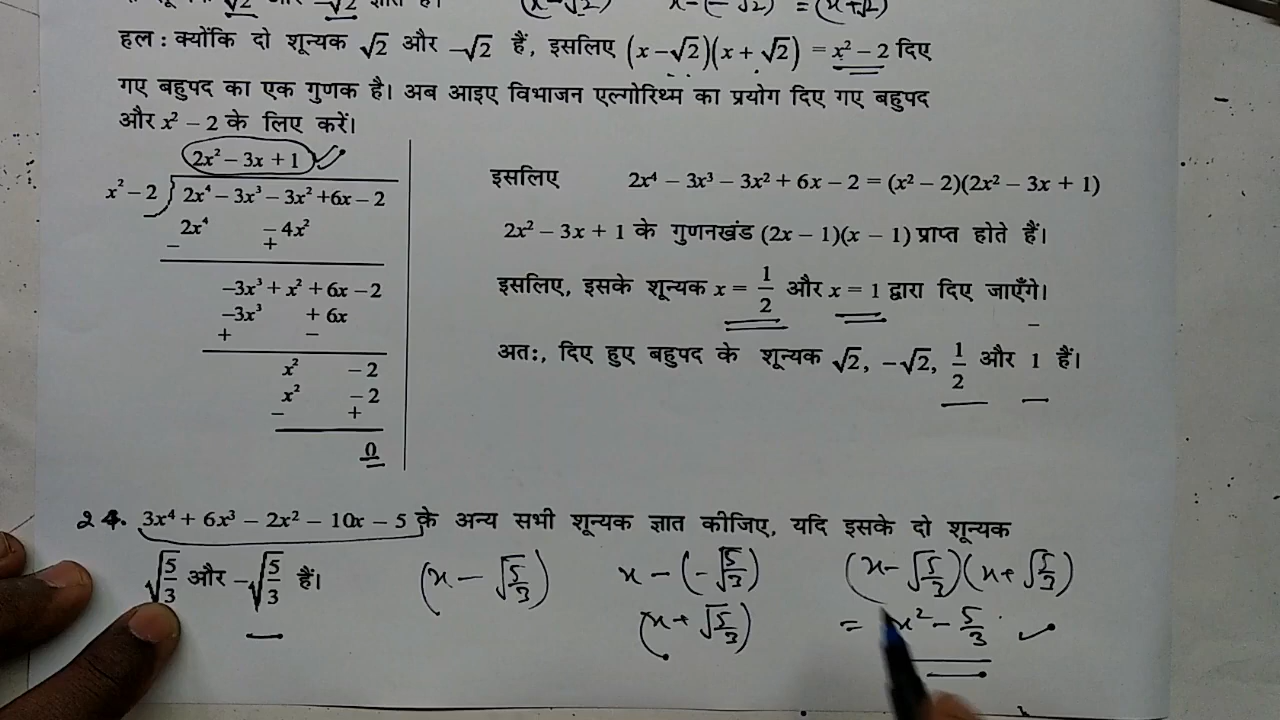 √2 और −√2 ज्ञात हैं। (x−√2) x−(−√2) = (x+√2)
हल : क्योंकि दो शून्यक √2 और −√2 हैं, इसलिए (x − √2)(x + √2) = x² − 2 दिए
गए बहुपद का एक गुणक है। अब आइए विभाजन एल्गोरिथ्म का प्रयोग दिए गए बहुपद
और x² − 2 के लिए करें।
2x² − 3x + 1
x² − 2 ) 2x⁴ − 3x³ − 3x² + 6x − 2
2x⁴ − 4x²
− +
−3x³ + x² + 6x − 2
−3x³ + 6x
+ −
x² − 2
x² − 2
− +
0
इसलिए 2x⁴ − 3x³ − 3x² + 6x − 2 = (x² − 2)(2x² − 3x + 1)
2x² − 3x + 1 के गुणनखंड (2x − 1)(x − 1) प्राप्त होते हैं।
इसलिए, इसके शून्यक x = 1/2 और x = 1 द्वारा दिए जाएँगे।
अतः, दिए हुए बहुपद के शून्यक √2, −√2, 1/2 और 1 हैं।
24. 3x⁴ + 6x³ − 2x² − 10x − 5 के अन्य सभी शून्यक ज्ञात कीजिए, यदि इसके दो शून्यक
√(5/3) और −√(5/3) हैं। (x − √(5/3)) x − (−√(5/3)) (x − √(5/3))(x + √(5/3))
(x + √(5/3)) = x² − 5/3